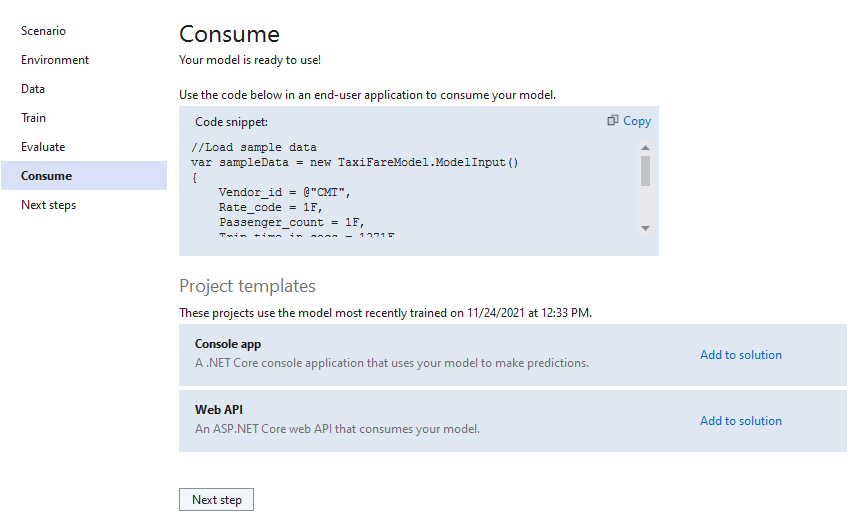 Scenario
Environment
Data
Train
Evaluate
Consume
Next steps
Consume
Your model is ready to use!
Use the code below in an end-user application to consume your model.
Code snippet:
Copy
//Load sample data
var sampleData = new TaxiFareModel.ModelInput()
{
    Vendor_id = @"CMT",
    Rate_code = 1F,
    Passenger_count = 1F,
    Trip_time_in_secs = 1271F
Project templates
These projects use the model most recently trained on 11/24/2021 at 12:33 PM.
Console app
A .NET Core console application that uses your model to make predictions.
Add to solution
Web API
An ASP.NET Core web API that consumes your model.
Add to solution
Next step